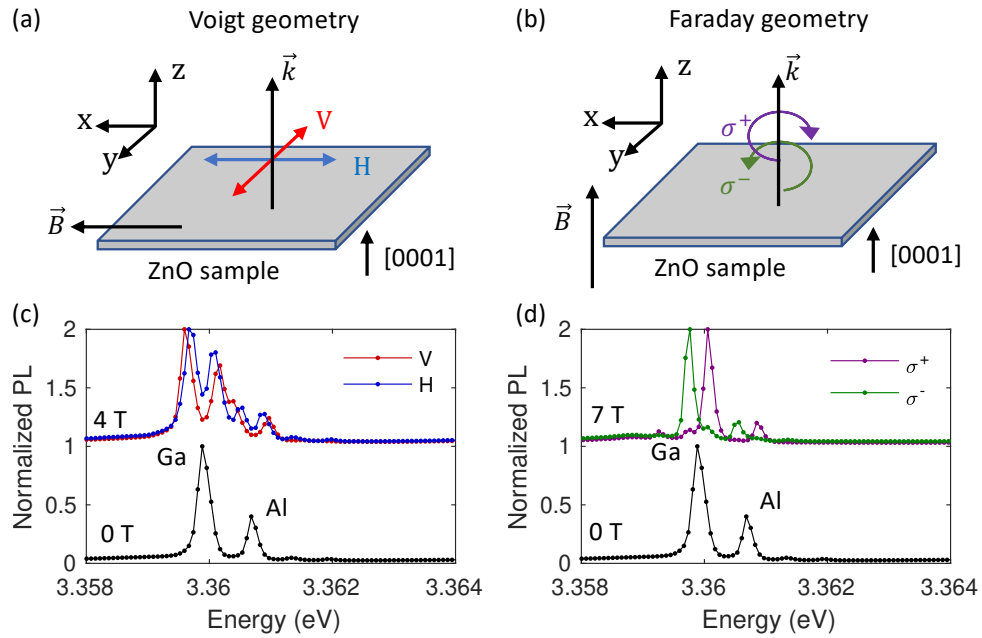 (a) Voigt geometry
z
x
y
k⃗
V
H
B⃗
ZnO sample
[0001]
(b) Faraday geometry
z
x
y
k⃗
σ⁺
σ⁻
B⃗
ZnO sample
[0001]
(c)
Normalized PL
2
1.5
1
0.5
0
V
H
4 T
Ga
Al
0 T
3.358 3.36 3.362 3.364
Energy (eV)
(d)
Normalized PL
2
1.5
1
0.5
0
σ⁺
σ⁻
7 T
Ga
Al
0 T
3.358 3.36 3.362 3.364
Energy (eV)